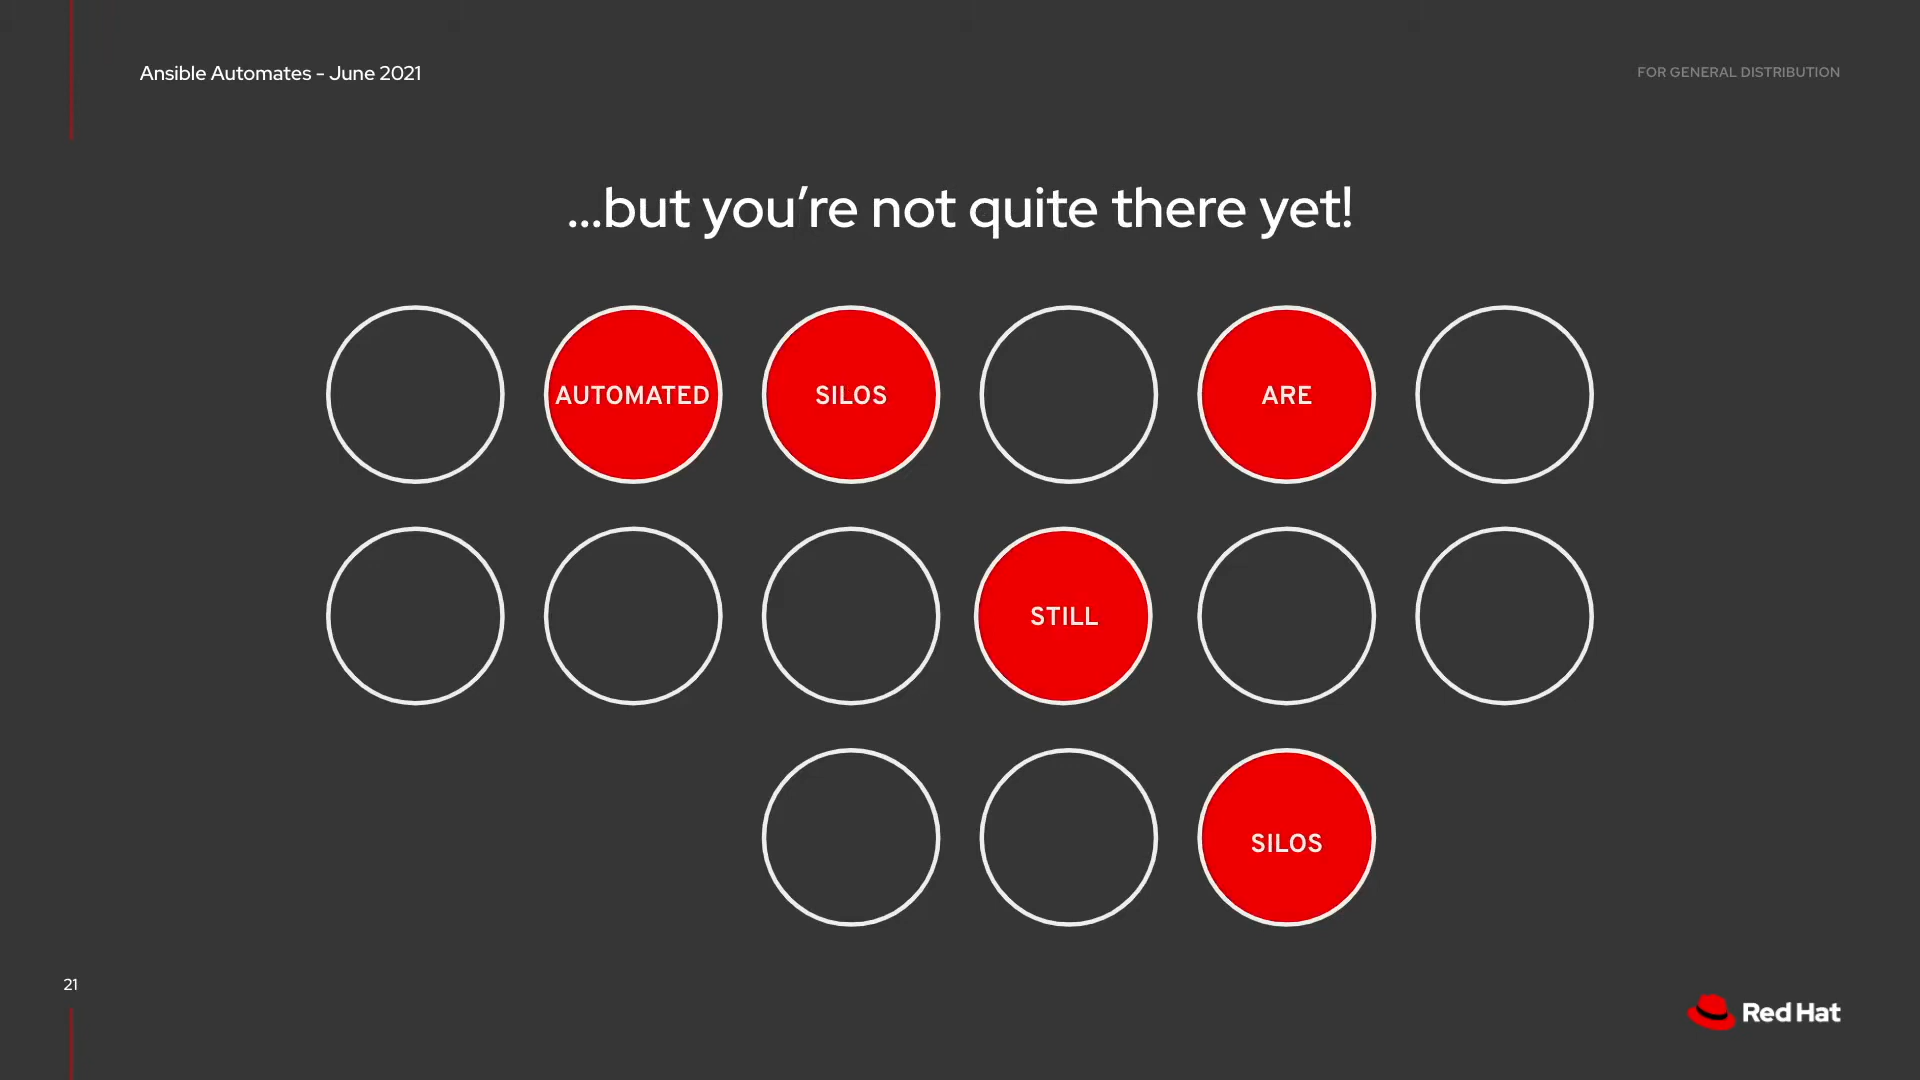 Ansible Automates - June 2021
FOR GENERAL DISTRIBUTION
...but you're not quite there yet!
AUTOMATED
SILOS
ARE
STILL
SILOS
21
Red Hat